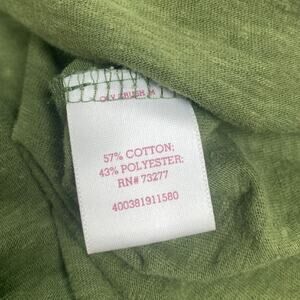 57% COTTON;
43% POLYESTER;
RN# 73277
400381911580